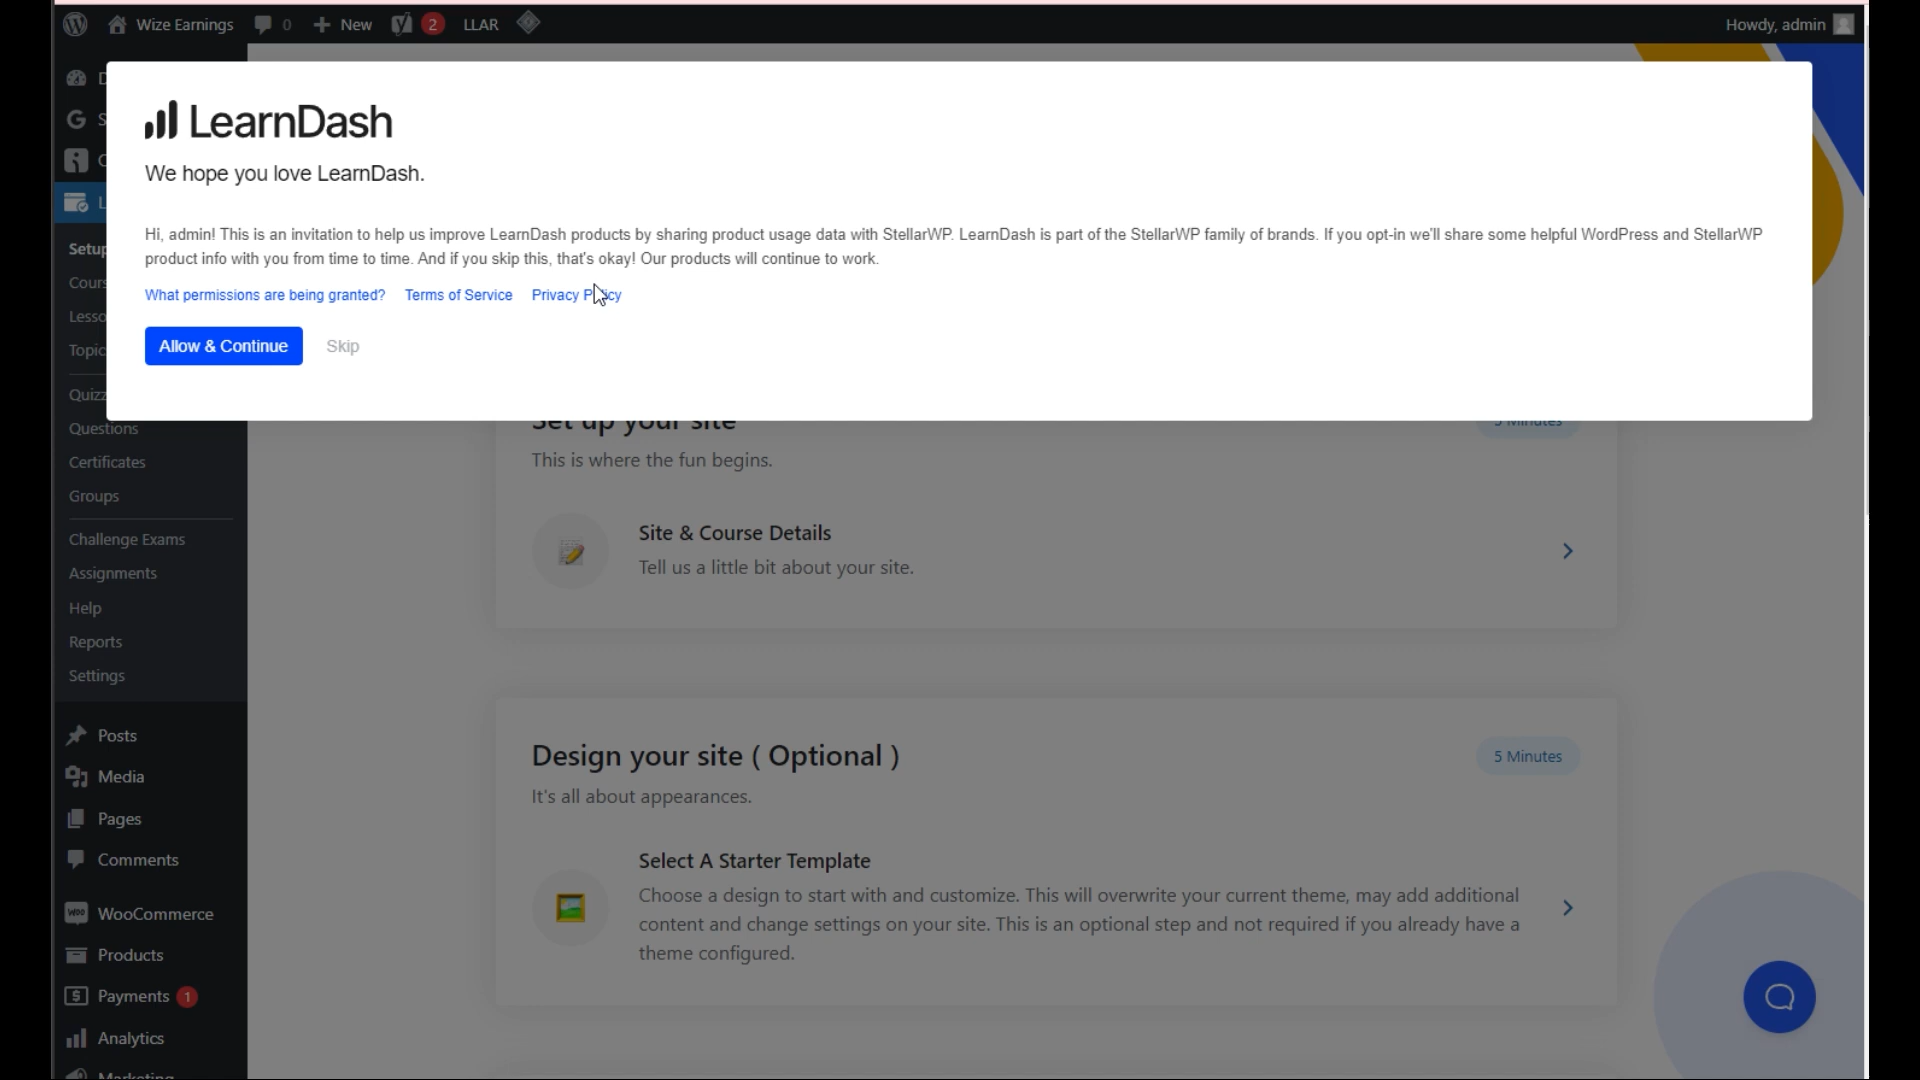 Wize Earnings
0
New
2
LLAR
Howdy, admin
LearnDash
We hope you love LearnDash.
Hi, admin! This is an invitation to help us improve LearnDash products by sharing product usage data with StellarWP. LearnDash is part of the StellarWP family of brands. If you opt-in we'll share some helpful WordPress and StellarWP
product info with you from time to time. And if you skip this, that's okay! Our products will continue to work.
What permissions are being granted? Terms of Service Privacy
Allow & Continue
Skip
Questions
Certificates
Groups
Challenge Exams
Assignments
Help
Reports
Settings
Posts
Media
Pages
Comments
WooCommerce
Products
Payments 1
Analytics
Set up your site
5 Minutes
This is where the fun begins.
Site & Course Details
Tell us a little bit about your site.
Design your site ( Optional )
5 Minutes
It's all about appearances.
Select A Starter Template
Choose a design to start with and customize. This will overwrite your current theme, may add additional
content and change settings on your site. This is an optional step and not required if you already have a
theme configured.